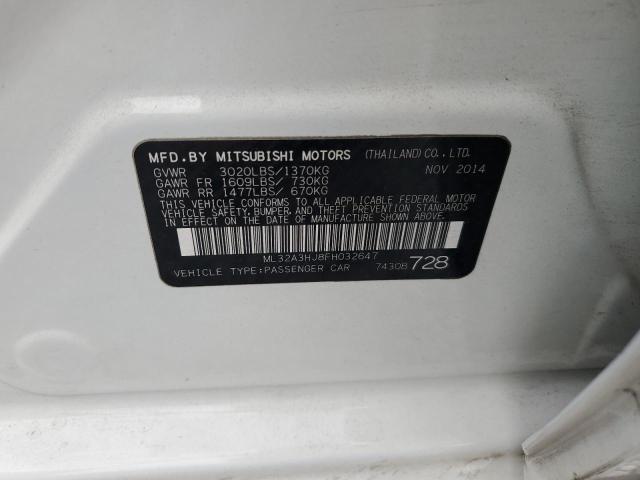 MFD.BY MITSUBISHI MOTORS (THAILAND) CO., LTD.
GVWR 3020LBS/1370KG NOV 2014
GAWR FR 1609LBS/ 730KG
GAWR RR 1477LBS/ 670KG
THIS VEHICLE CONFORMS TO ALL APPLICABLE FEDERAL MOTOR
VEHICLE SAFETY, BUMPER, AND THEFT PREVENTION STANDARDS
IN EFFECT ON THE DATE OF MANUFACTURE SHOWN ABOVE.
ML32A3HJ8FH032647
VEHICLE TYPE:PASSENGER CAR 7430B 728